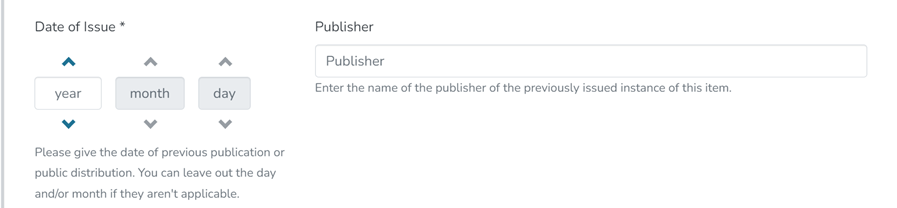 Date of Issue *
year month day
Please give the date of previous publication or
public distribution. You can leave out the day
and/or month if they aren't applicable.
Publisher
Publisher
Enter the name of the publisher of the previously issued instance of this item.